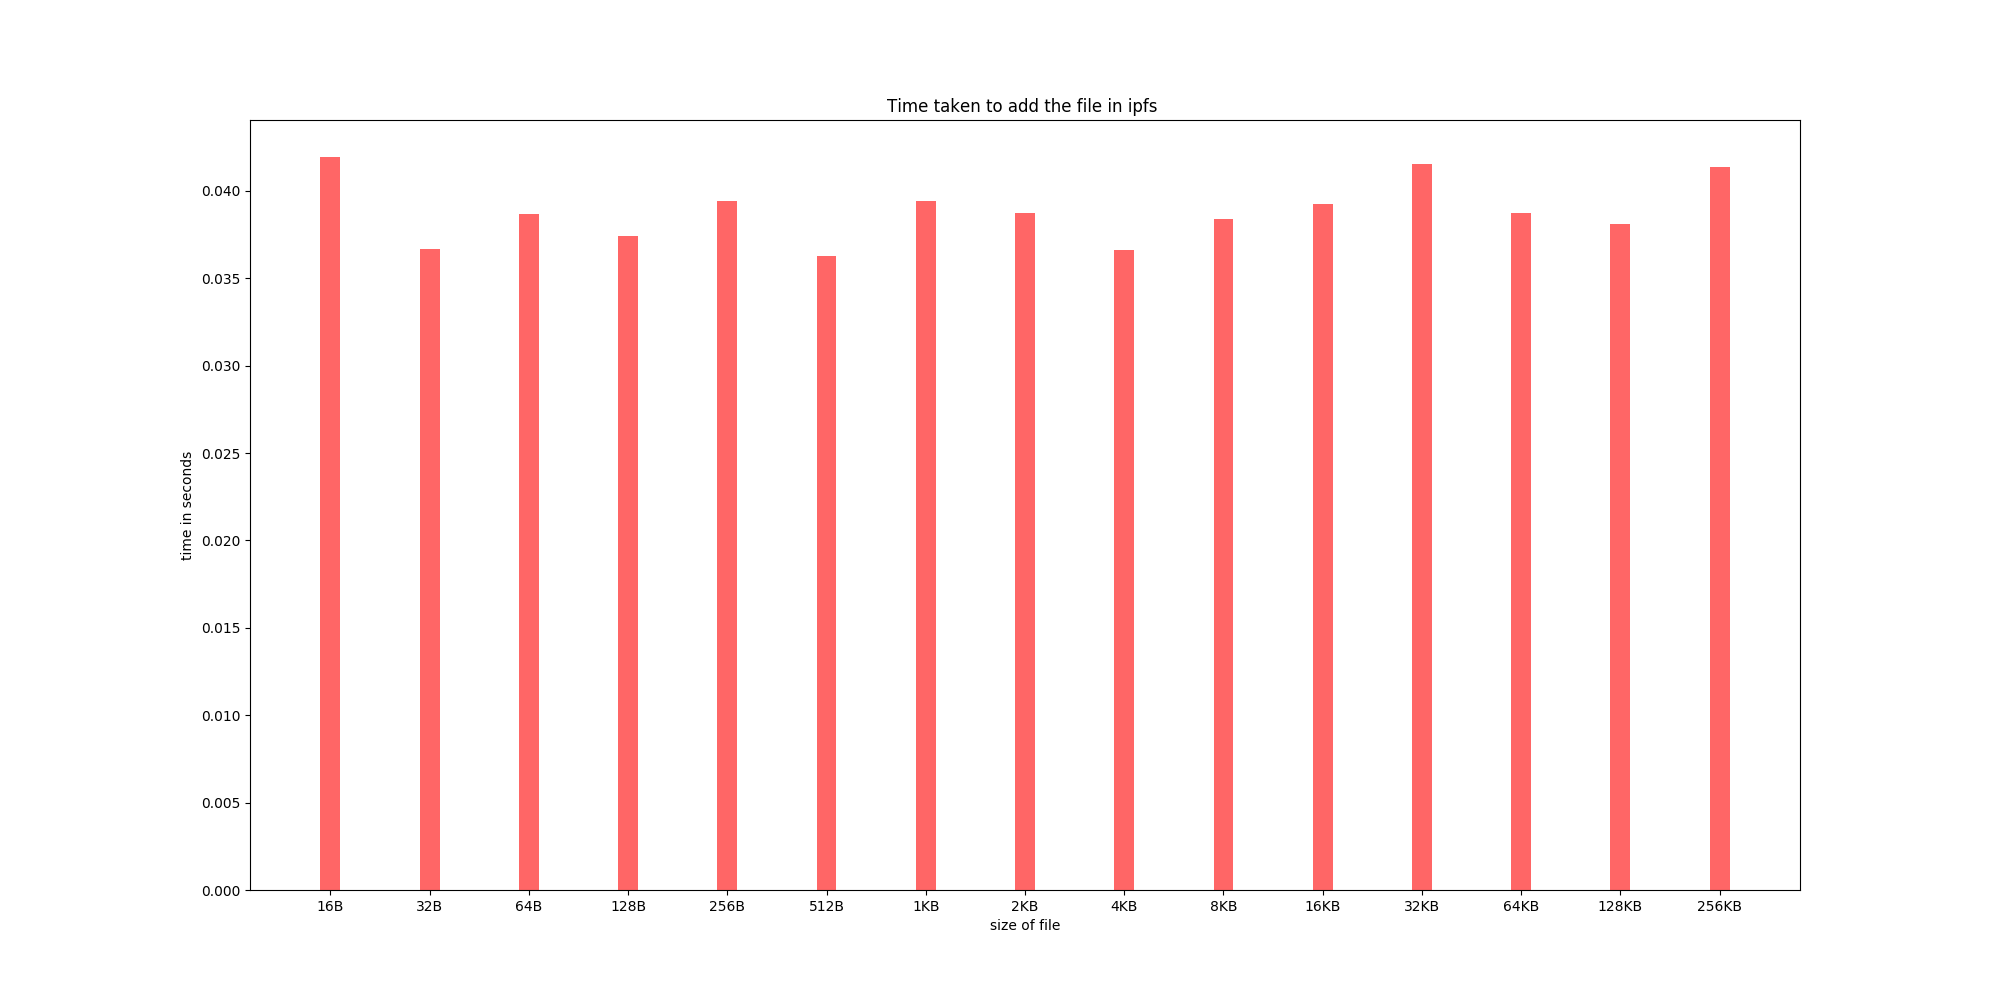 Time taken to add the file in ipfs
time in seconds
0.040
0.035
0.030
0.025
0.020
0.015
0.010
0.005
0.000
16B 32B 64B 128B 256B 512B 1KB 2KB 4KB 8KB 16KB 32KB 64KB 128KB 256KB
size of file